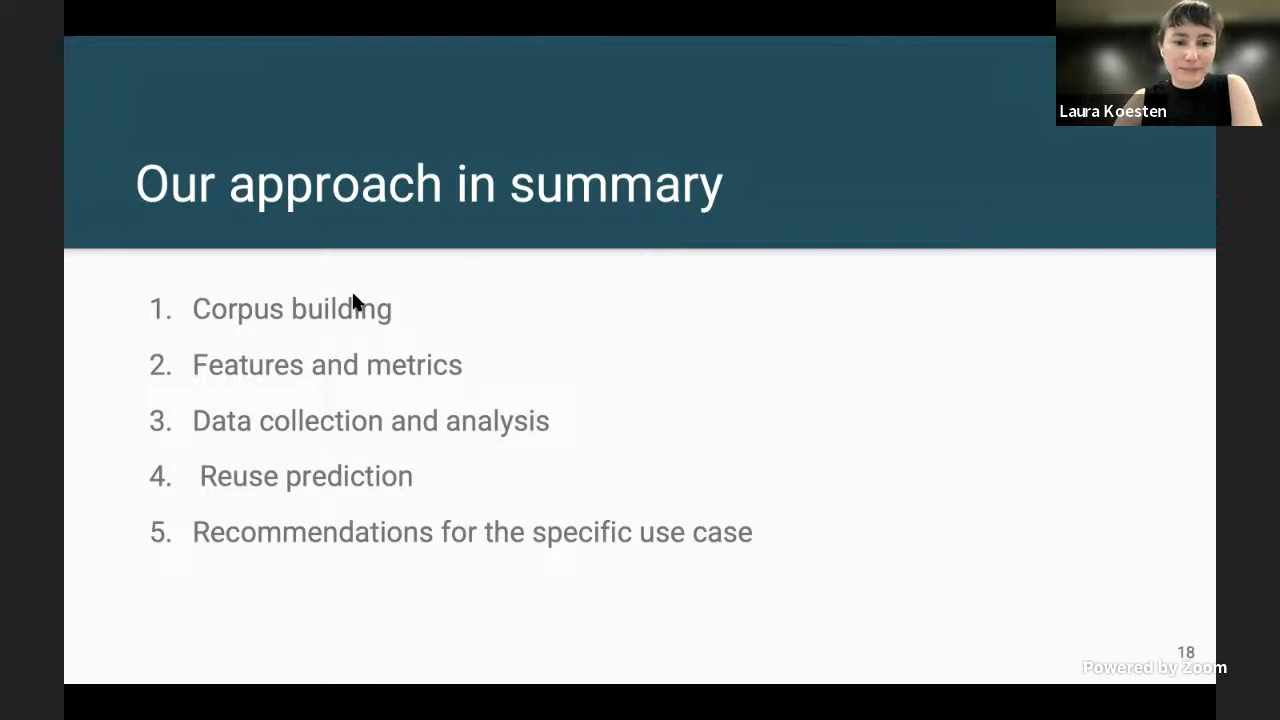 Laura Koesten
Our approach in summary
1. Corpus building
2. Features and metrics
3. Data collection and analysis
4. Reuse prediction
5. Recommendations for the specific use case
18
Powered by Zoom